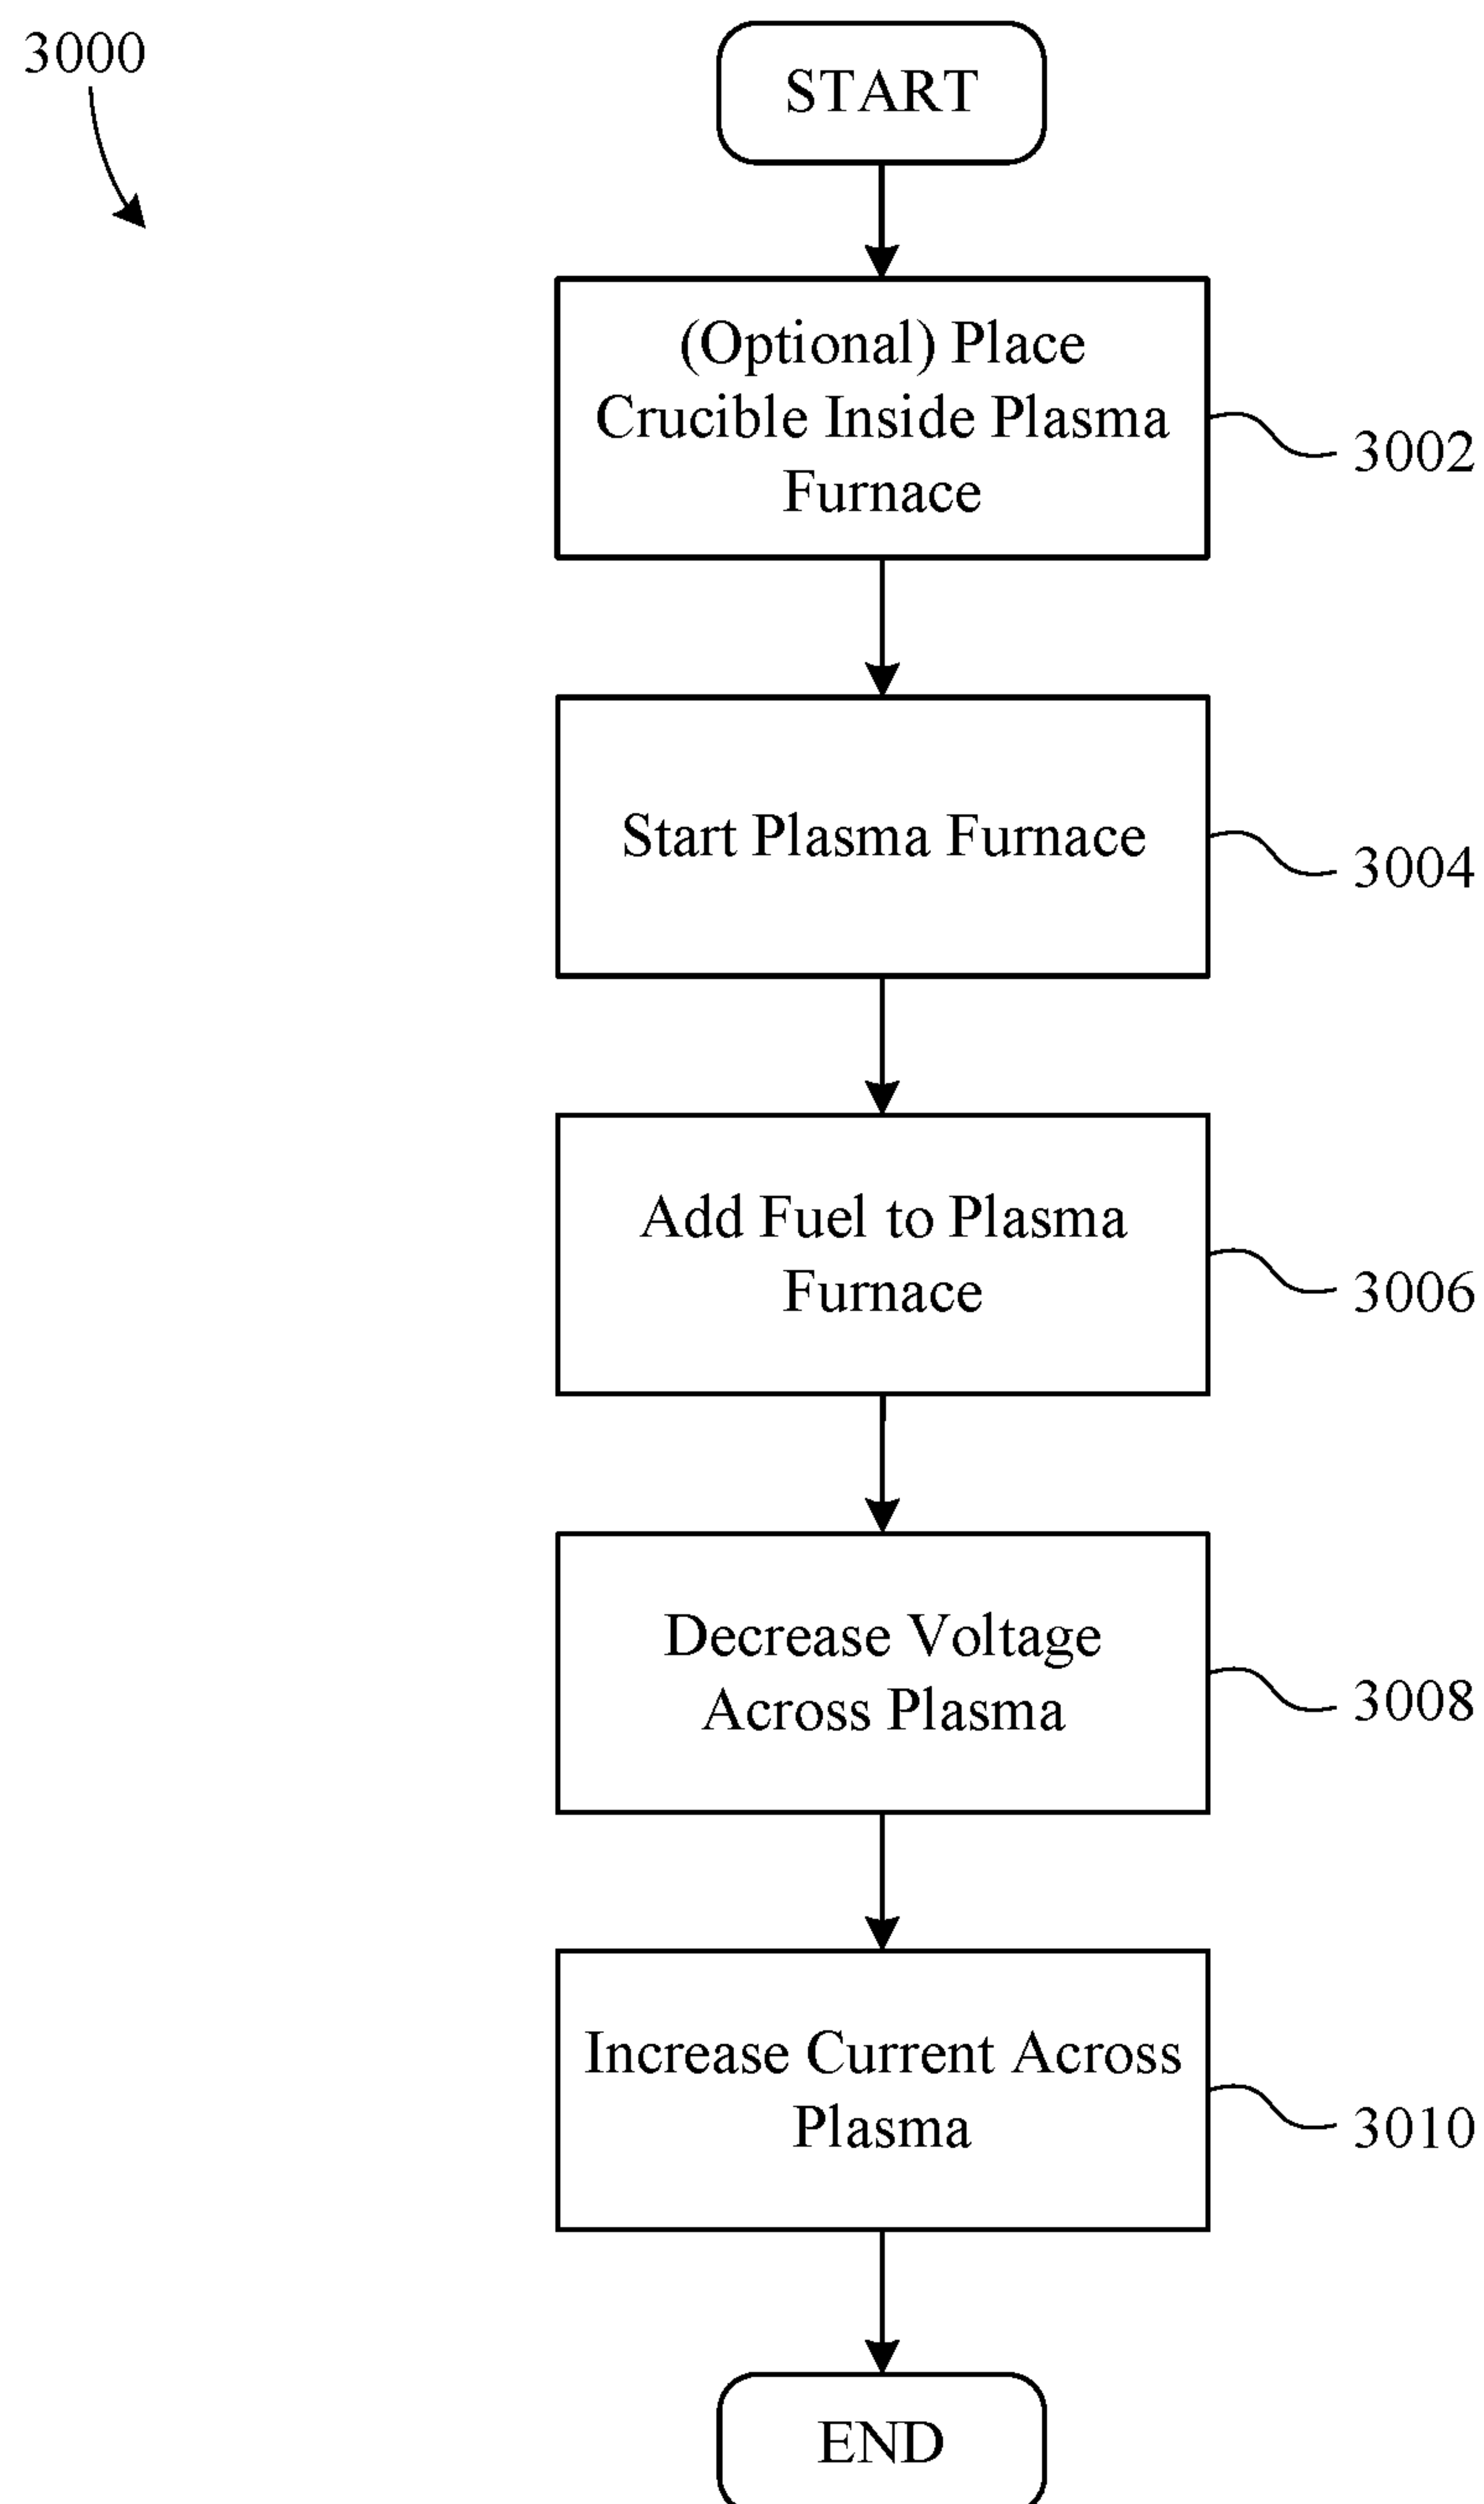 3000
START
(Optional) Place
Crucible Inside Plasma
Furnace
3002
Start Plasma Furnace
3004
Add Fuel to Plasma
Furnace
3006
Decrease Voltage
Across Plasma
3008
Increase Current Across
Plasma
3010
END